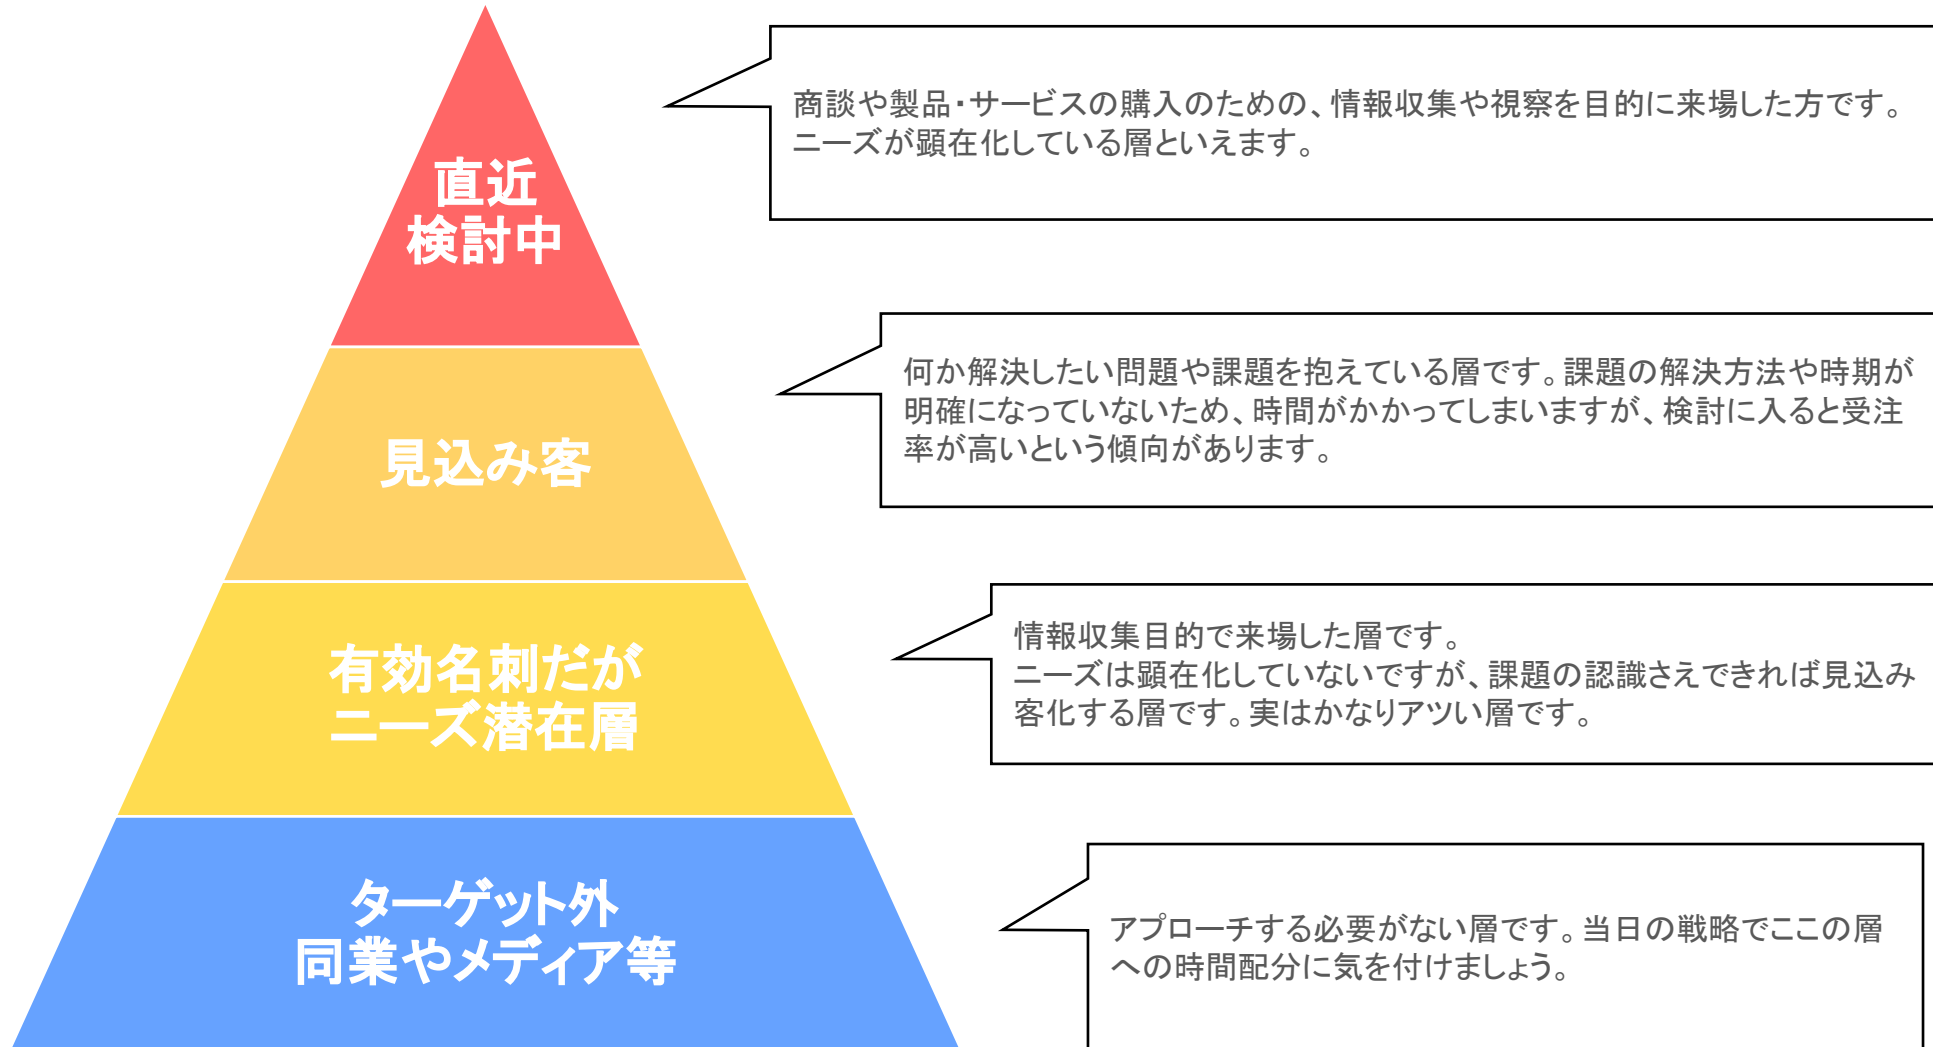 直近
検討中
商談や製品・サービスの購入のための、情報収集や視察を目的に来場した方です。
ニーズが顕在化している層といえます。
見込み客
何か解決したい問題や課題を抱えている層です。課題の解決方法や時期が
明確になっていないため、時間がかかってしまいますが、検討に入ると受注
率が高いという傾向があります。
有効名刺だが
ニーズ潜在層
情報収集目的で来場した層です。
ニーズは顕在化していないですが、課題の認識さえできれば見込み
客化する層です。実はかなりアツい層です。
ターゲット外
同業やメディア等
アプローチする必要がない層です。当日の戦略でここの層
への時間配分に気を付けましょう。